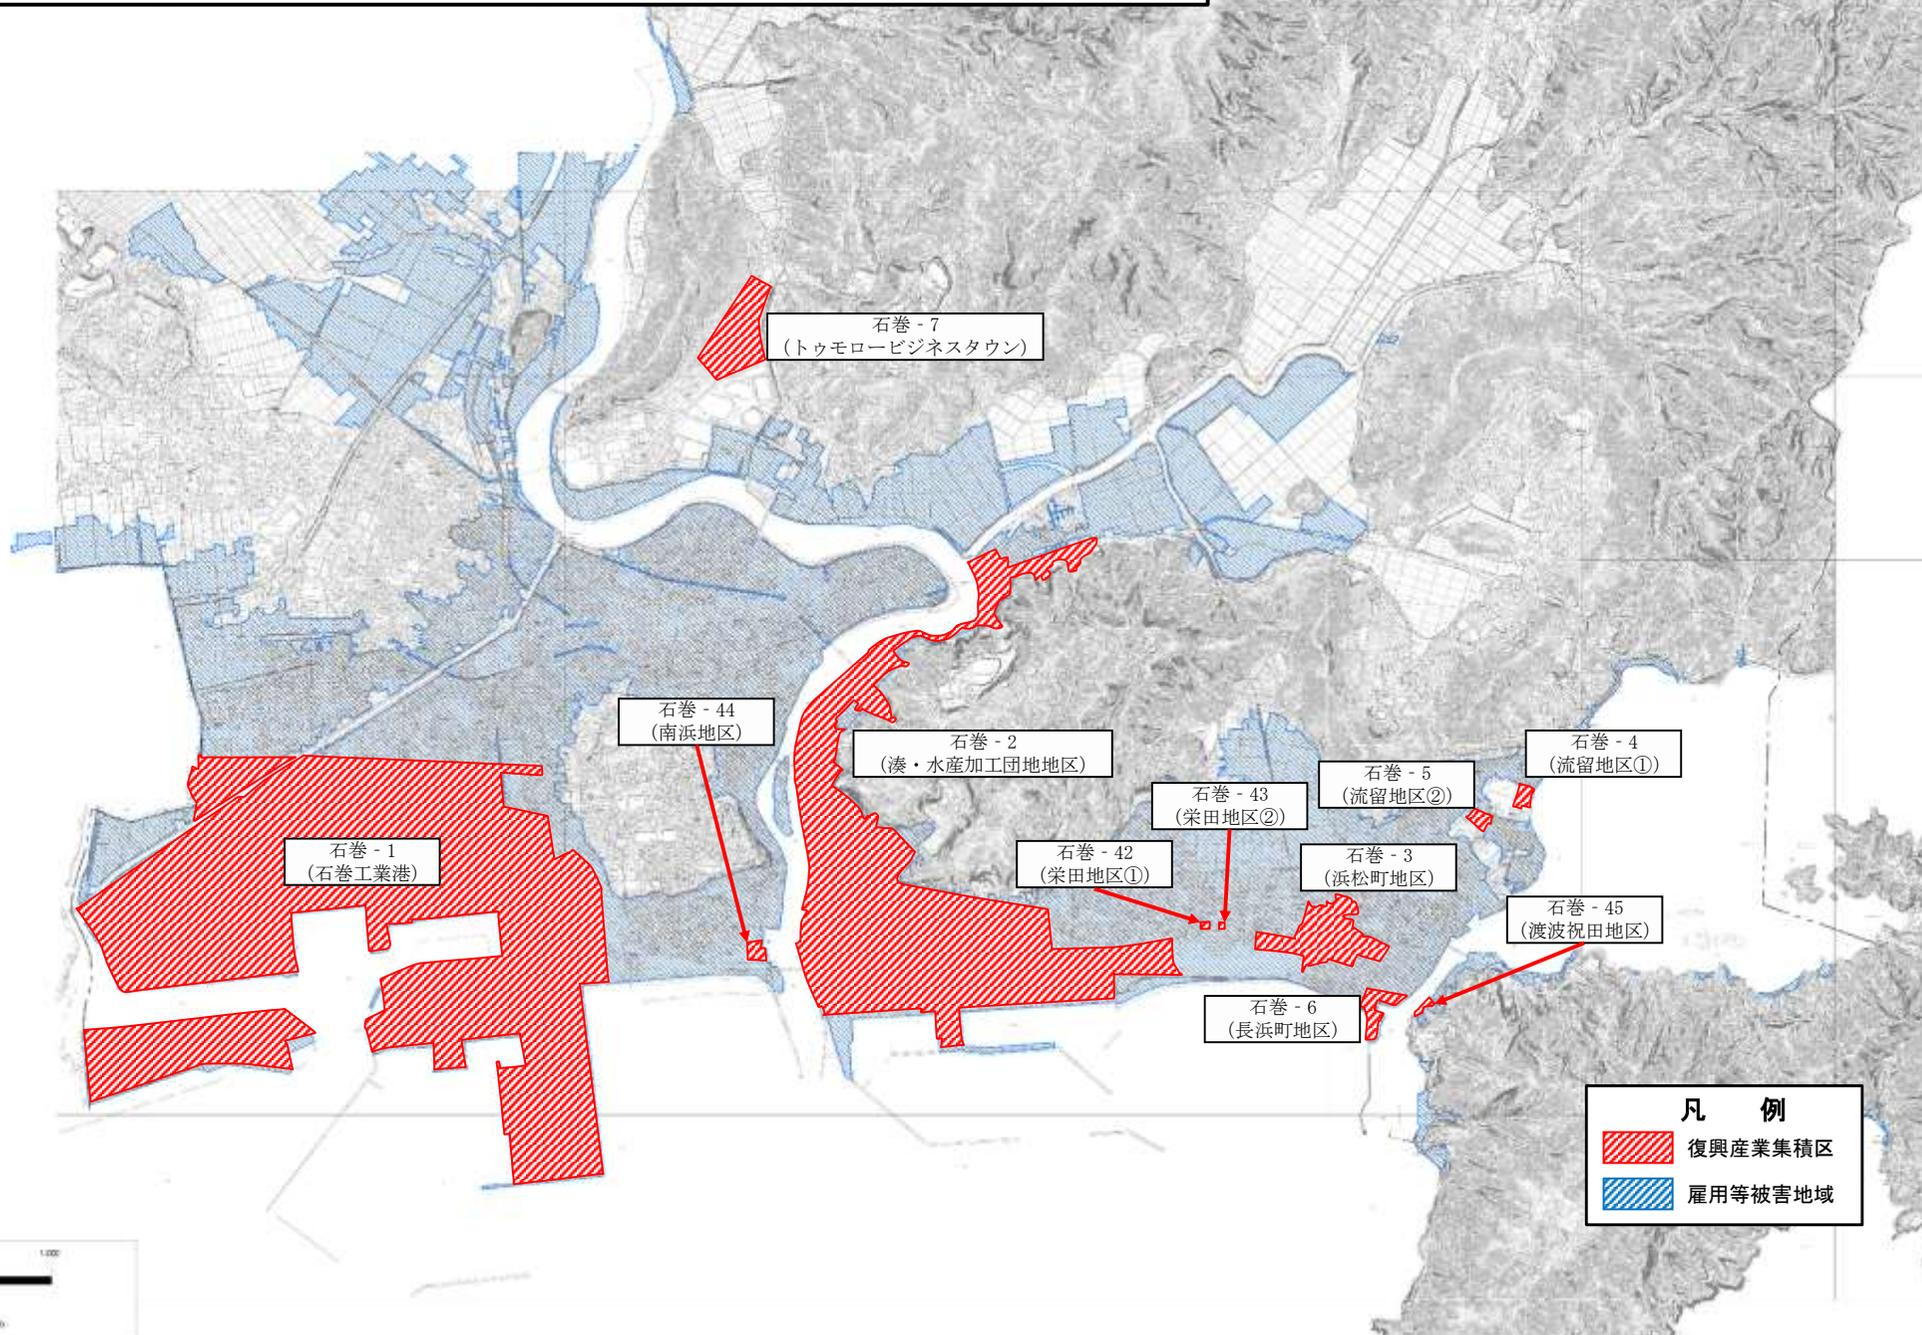 石巻‐7
（トゥモロービジネスタウン）
石巻‐44
（南浜地区）
石巻‐2
（湊・水産加工団地地区）
石巻‐4
（流留地区①）
石巻‐5
（流留地区②）
石巻‐43
（栄田地区②）
石巻‐42
（栄田地区①）
石巻‐3
（浜松町地区）
石巻‐1
（石巻工業港）
石巻‐45
（渡波祝田地区）
石巻‐6
（長浜町地区）
凡　例
復興産業集積区
雇用等被害地域